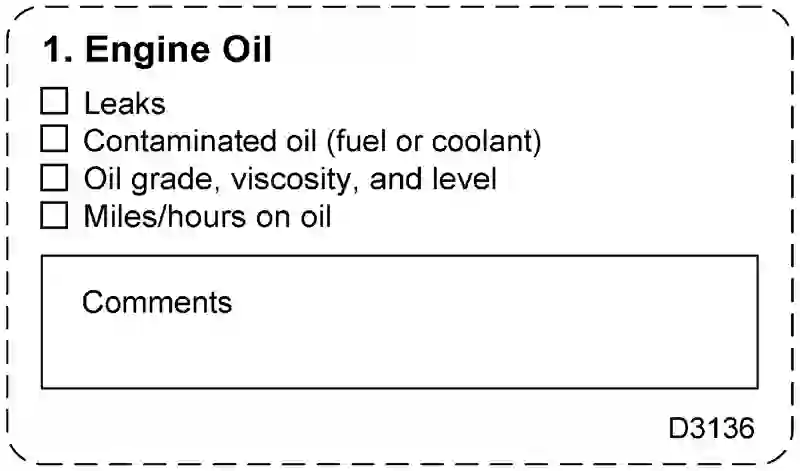 1. Engine Oil
Leaks
Contaminated oil (fuel or coolant)
Oil grade, viscosity, and level
Miles/hours on oil
Comments
D3136